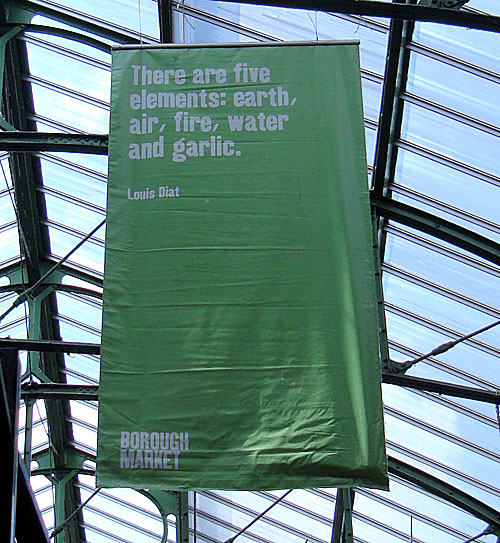 There are five
elements: earth,
air, fire, water
and garlic.
Louis Diat
BOROUGH
MARKET